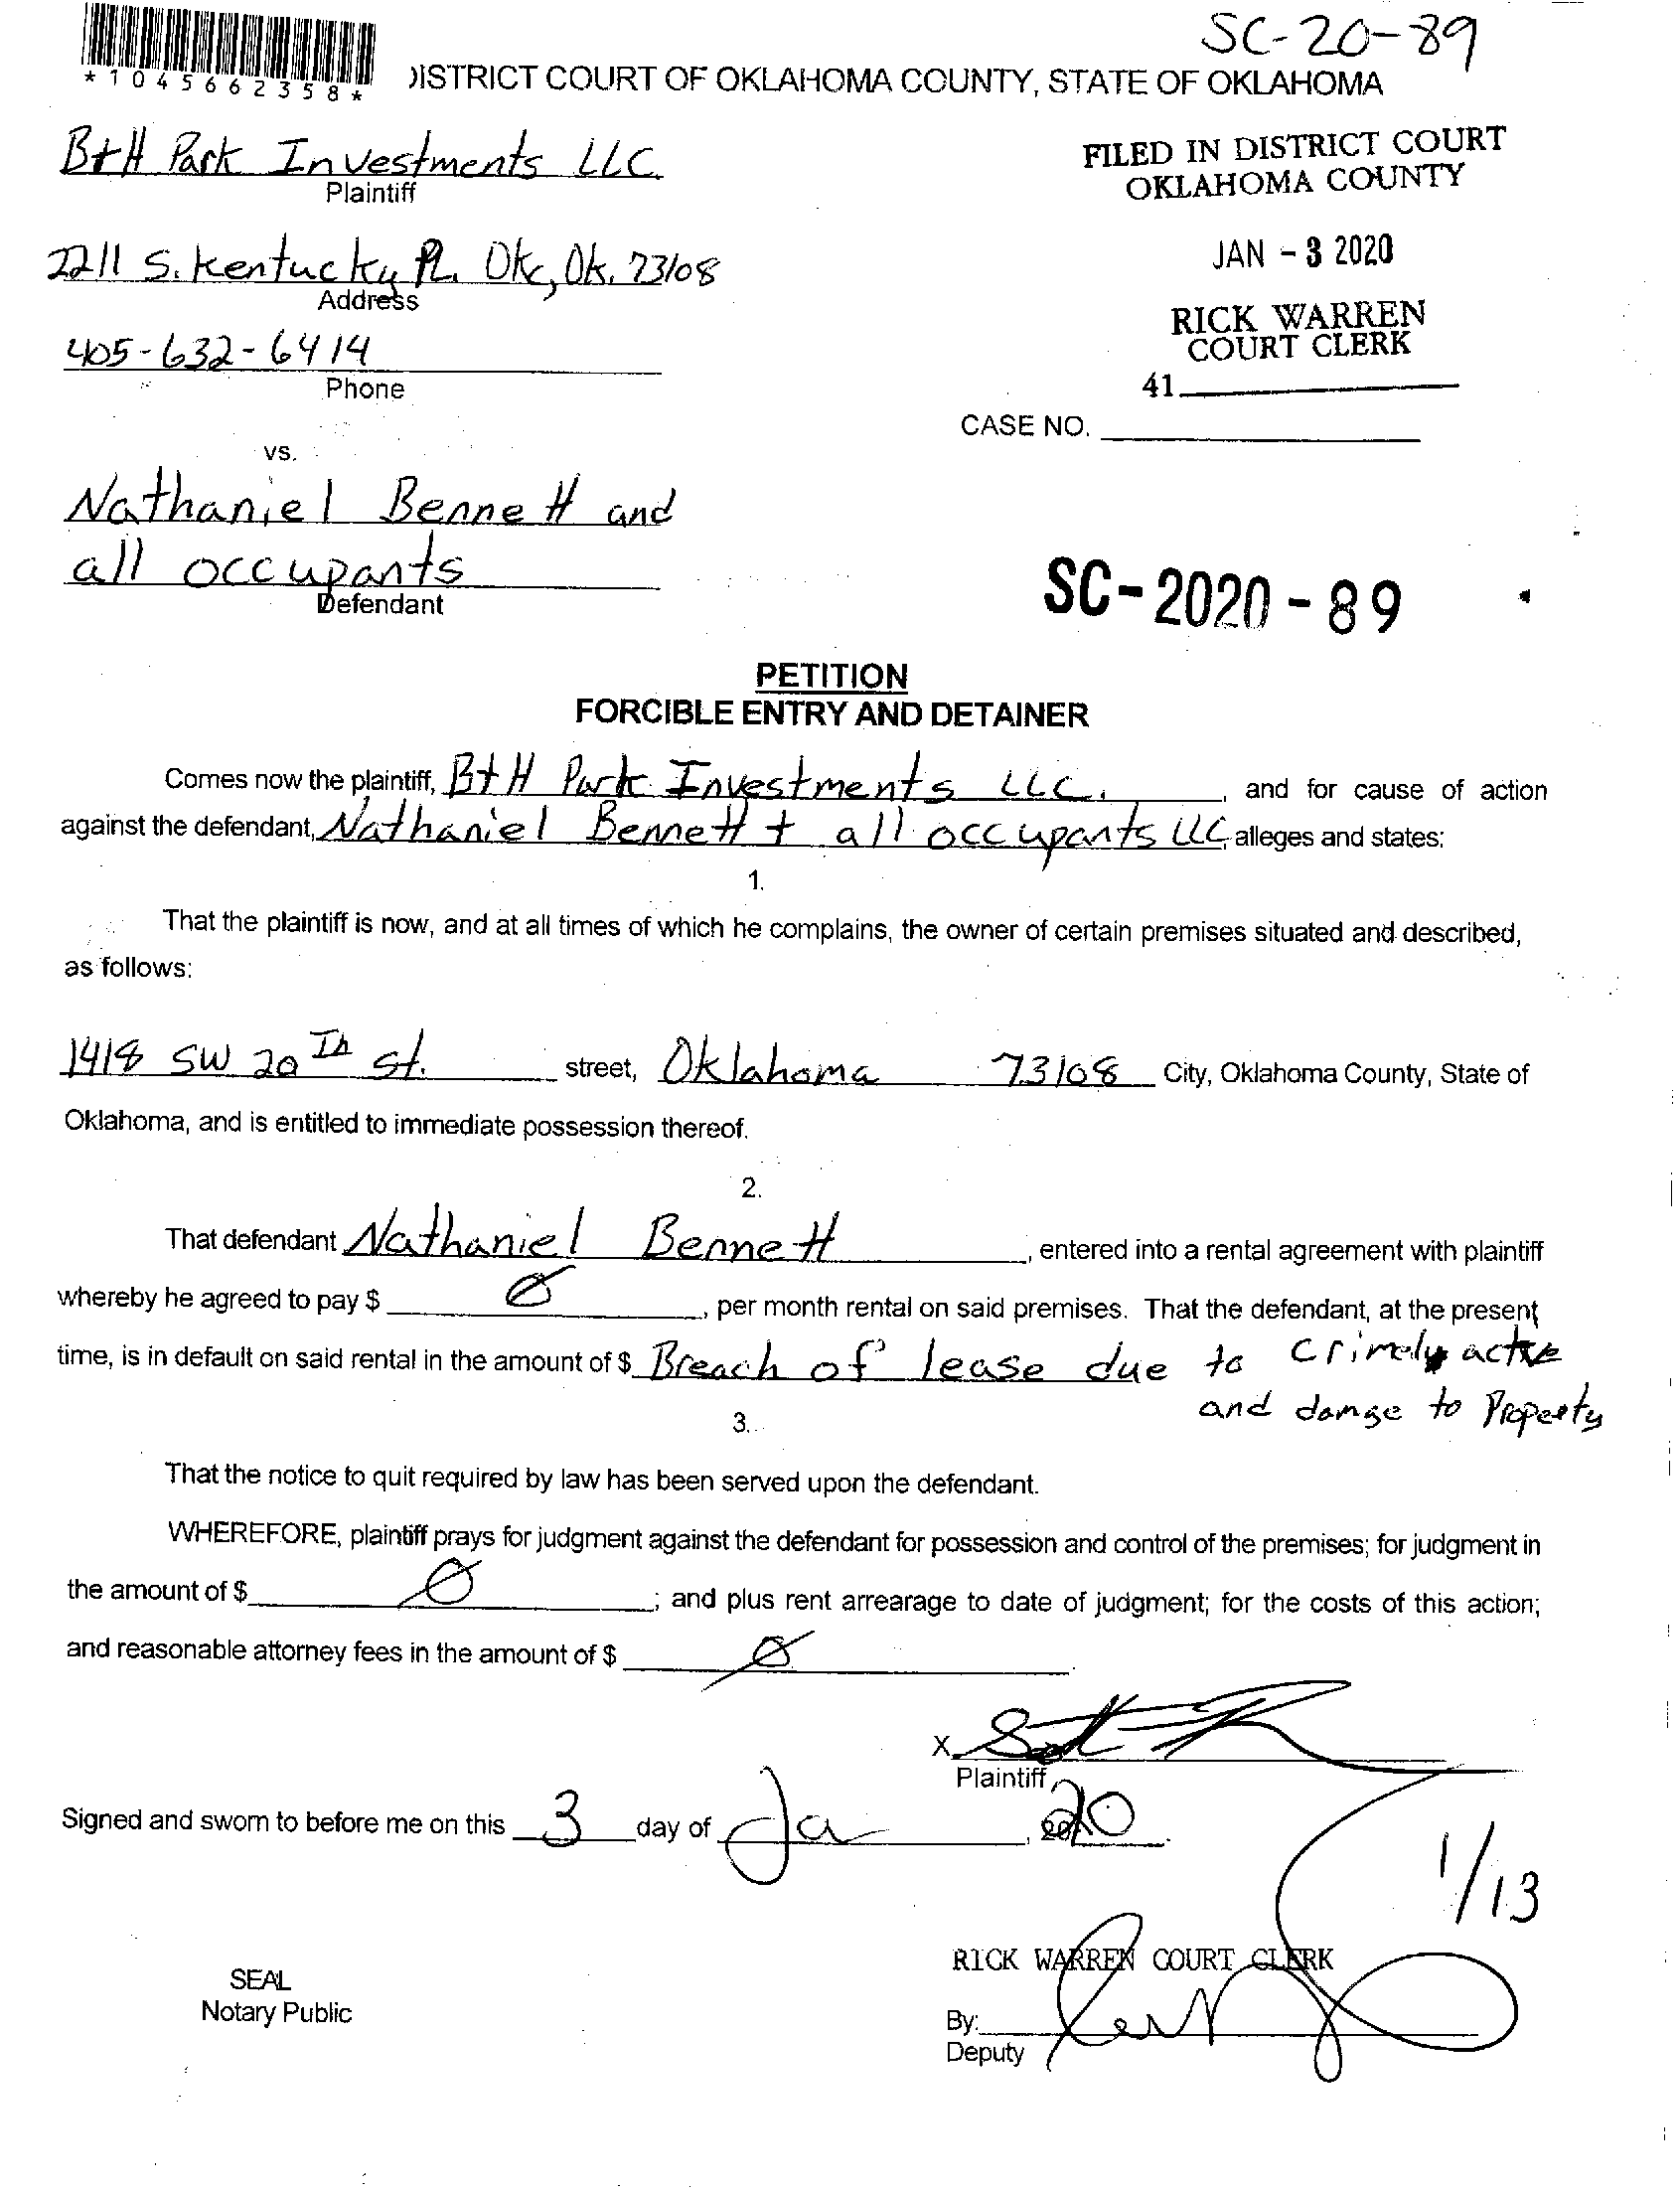 SC-20-89
*1045662358*
DISTRICT COURT OF OKLAHOMA COUNTY, STATE OF OKLAHOMA
B+H Park Investments LLC.
Plaintiff
FILED IN DISTRICT COURT
OKLAHOMA COUNTY
2211 S. Kentucky Pl. Okc, Ok. 73108
Address
JAN - 3 2020
405-632-6414
Phone
RICK WARREN
COURT CLERK
41
CASE NO.
vs.
Nathaniel Bennett and
all occupants
Defendant
SC-2020-89
PETITION
FORCIBLE ENTRY AND DETAINER
Comes now the plaintiff, B+H Park Investments LLC. , and for cause of action
against the defendant, Nathaniel Bennett + all occupants LLC, alleges and states:
1.
That the plaintiff is now, and at all times of which he complains, the owner of certain premises situated and described,
as follows:
1418 SW 20 Th St. street, Oklahoma 73108 City, Oklahoma County, State of
Oklahoma, and is entitled to immediate possession thereof.
2.
That defendant Nathaniel Bennett , entered into a rental agreement with plaintiff
whereby he agreed to pay $ Ø , per month rental on said premises. That the defendant, at the present
time, is in default on said rental in the amount of $ Breach of lease due to crimely active
and damge to Property
3.
That the notice to quit required by law has been served upon the defendant.
WHEREFORE, plaintiff prays for judgment against the defendant for possession and control of the premises; for judgment in
the amount of $ Ø ; and plus rent arrearage to date of judgment; for the costs of this action;
and reasonable attorney fees in the amount of $ Ø
X
Plaintiff
Signed and sworn to before me on this 3 day of Ja , 2020
1/13
RICK WARREN COURT CLERK
SEAL
Notary Public
By:
Deputy